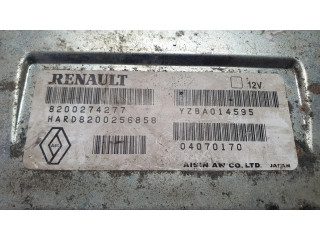 RENAULT
12V
8200274277
YZ8A014595
HARD8200256858
04070170
AISIN AW CO., LTD. JAPAN